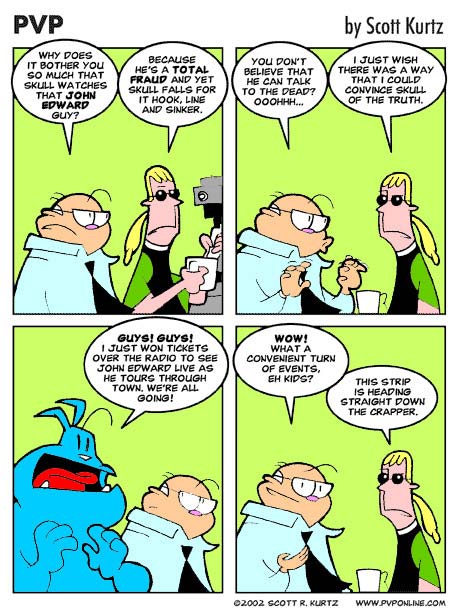 PVP
by Scott Kurtz
WHY DOES
IT BOTHER YOU
SO MUCH THAT
SKULL WATCHES
THAT JOHN
EDWARD
GUY?
BECAUSE
HE'S A TOTAL
FRAUD AND YET
SKULL FALLS FOR
IT HOOK, LINE
AND SINKER.
YOU DON'T
BELIEVE THAT
HE CAN TALK
TO THE DEAD?
OOOHHH...
I JUST WISH
THERE WAS A WAY
THAT I COULD
CONVINCE SKULL
OF THE TRUTH.
GUYS! GUYS!
I JUST WON TICKETS
OVER THE RADIO TO SEE
JOHN EDWARD LIVE AS
HE TOURS THROUGH
TOWN. WE'RE ALL
GOING!
WOW!
WHAT A
CONVENIENT TURN
OF EVENTS,
EH KIDS?
THIS STRIP
IS HEADING
STRAIGHT DOWN
THE CRAPPER.
©2002 SCOTT R. KURTZ WWW.PVPONLINE.COM